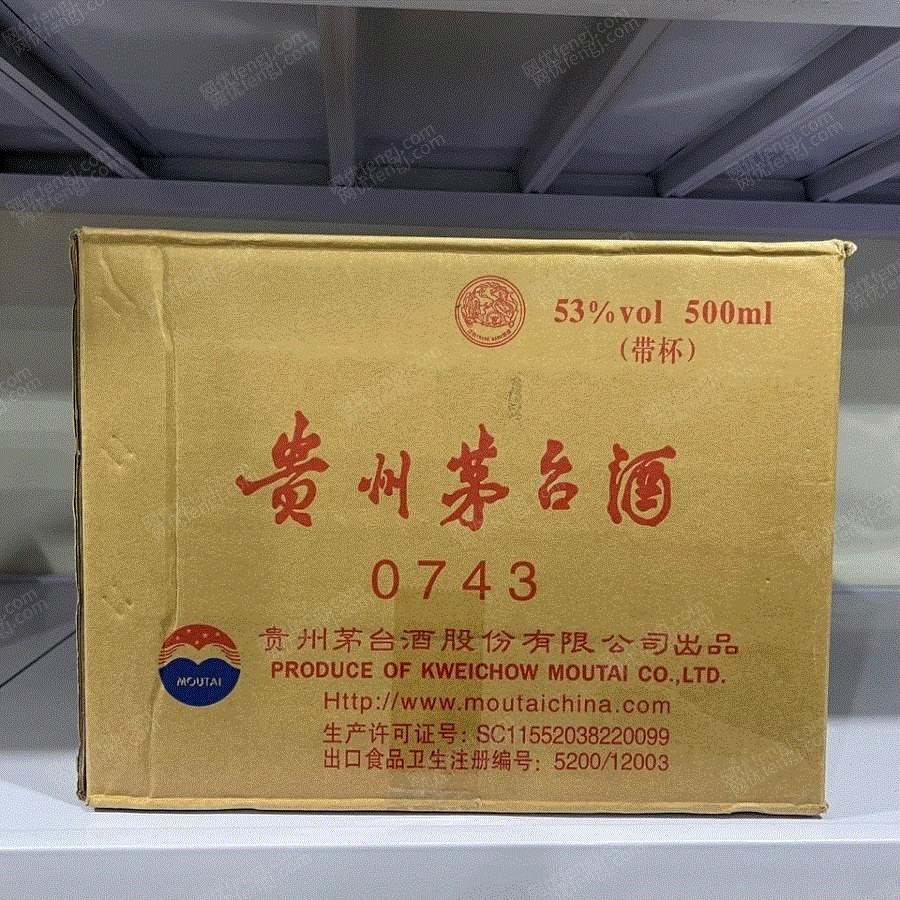 53%vol 500ml
（带杯）
贵州茅台酒
0743
MOUTAI
贵州茅台酒股份有限公司出品
PRODUCE OF KWEICHOW MOUTAI CO.,LTD.
Http://www.moutaichina.com
生产许可证号：SC11552038220099
出口食品卫生注册编号：5200/12003